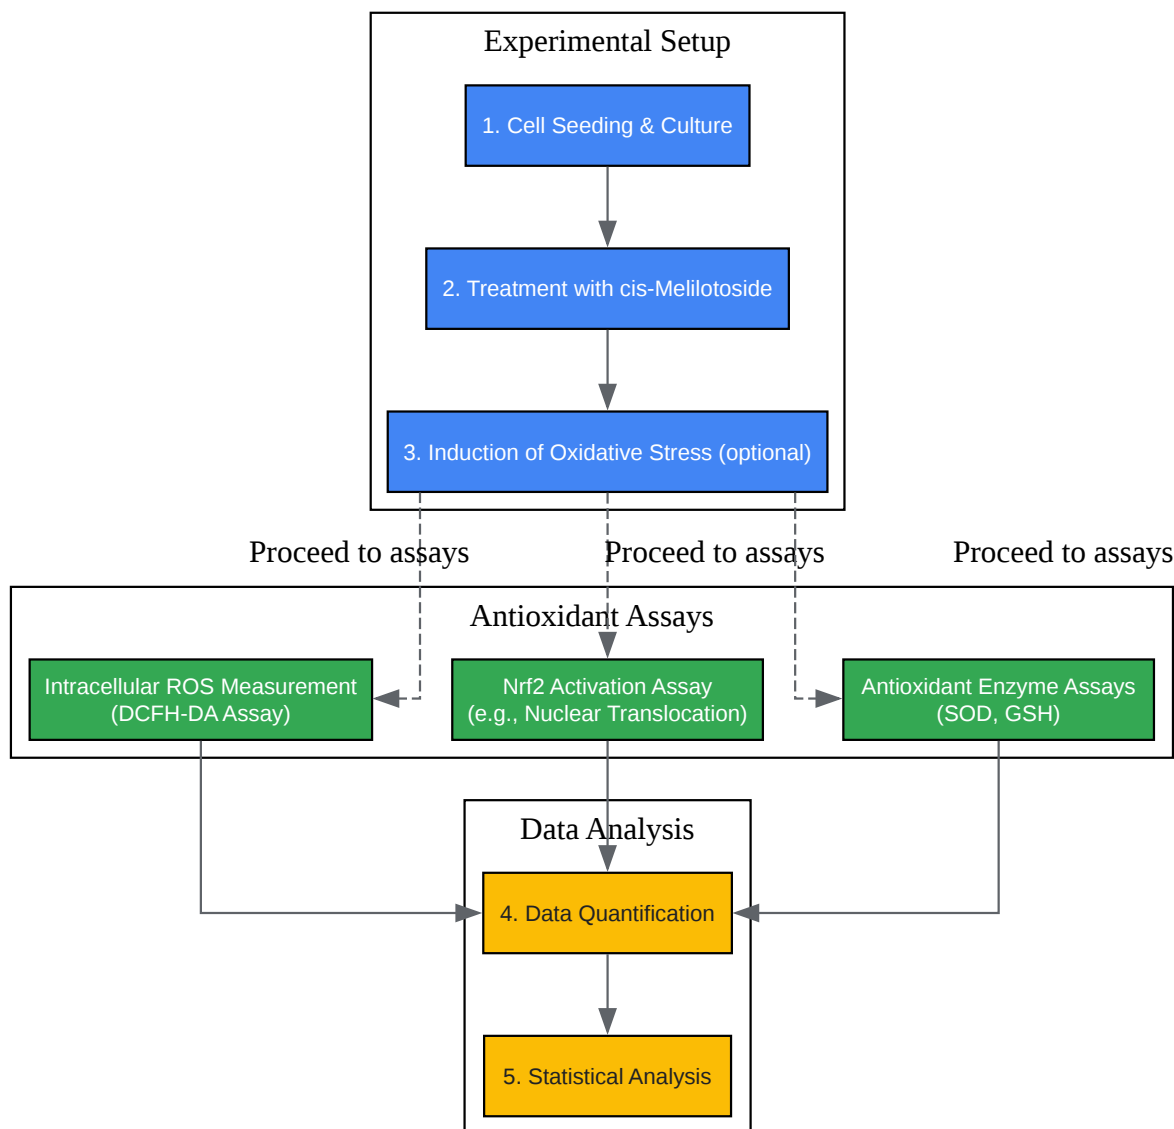 Experimental Setup
1. Cell Seeding & Culture
2. Treatment with cis-Melilotoside
3. Induction of Oxidative Stress (optional)
Proceed to assays
Proceed to assays
Proceed to assays
Antioxidant Assays
Intracellular ROS Measurement
(DCFH-DA Assay)
Nrf2 Activation Assay
(e.g., Nuclear Translocation)
Antioxidant Enzyme Assays
(SOD, GSH)
Data Analysis
4. Data Quantification
5. Statistical Analysis